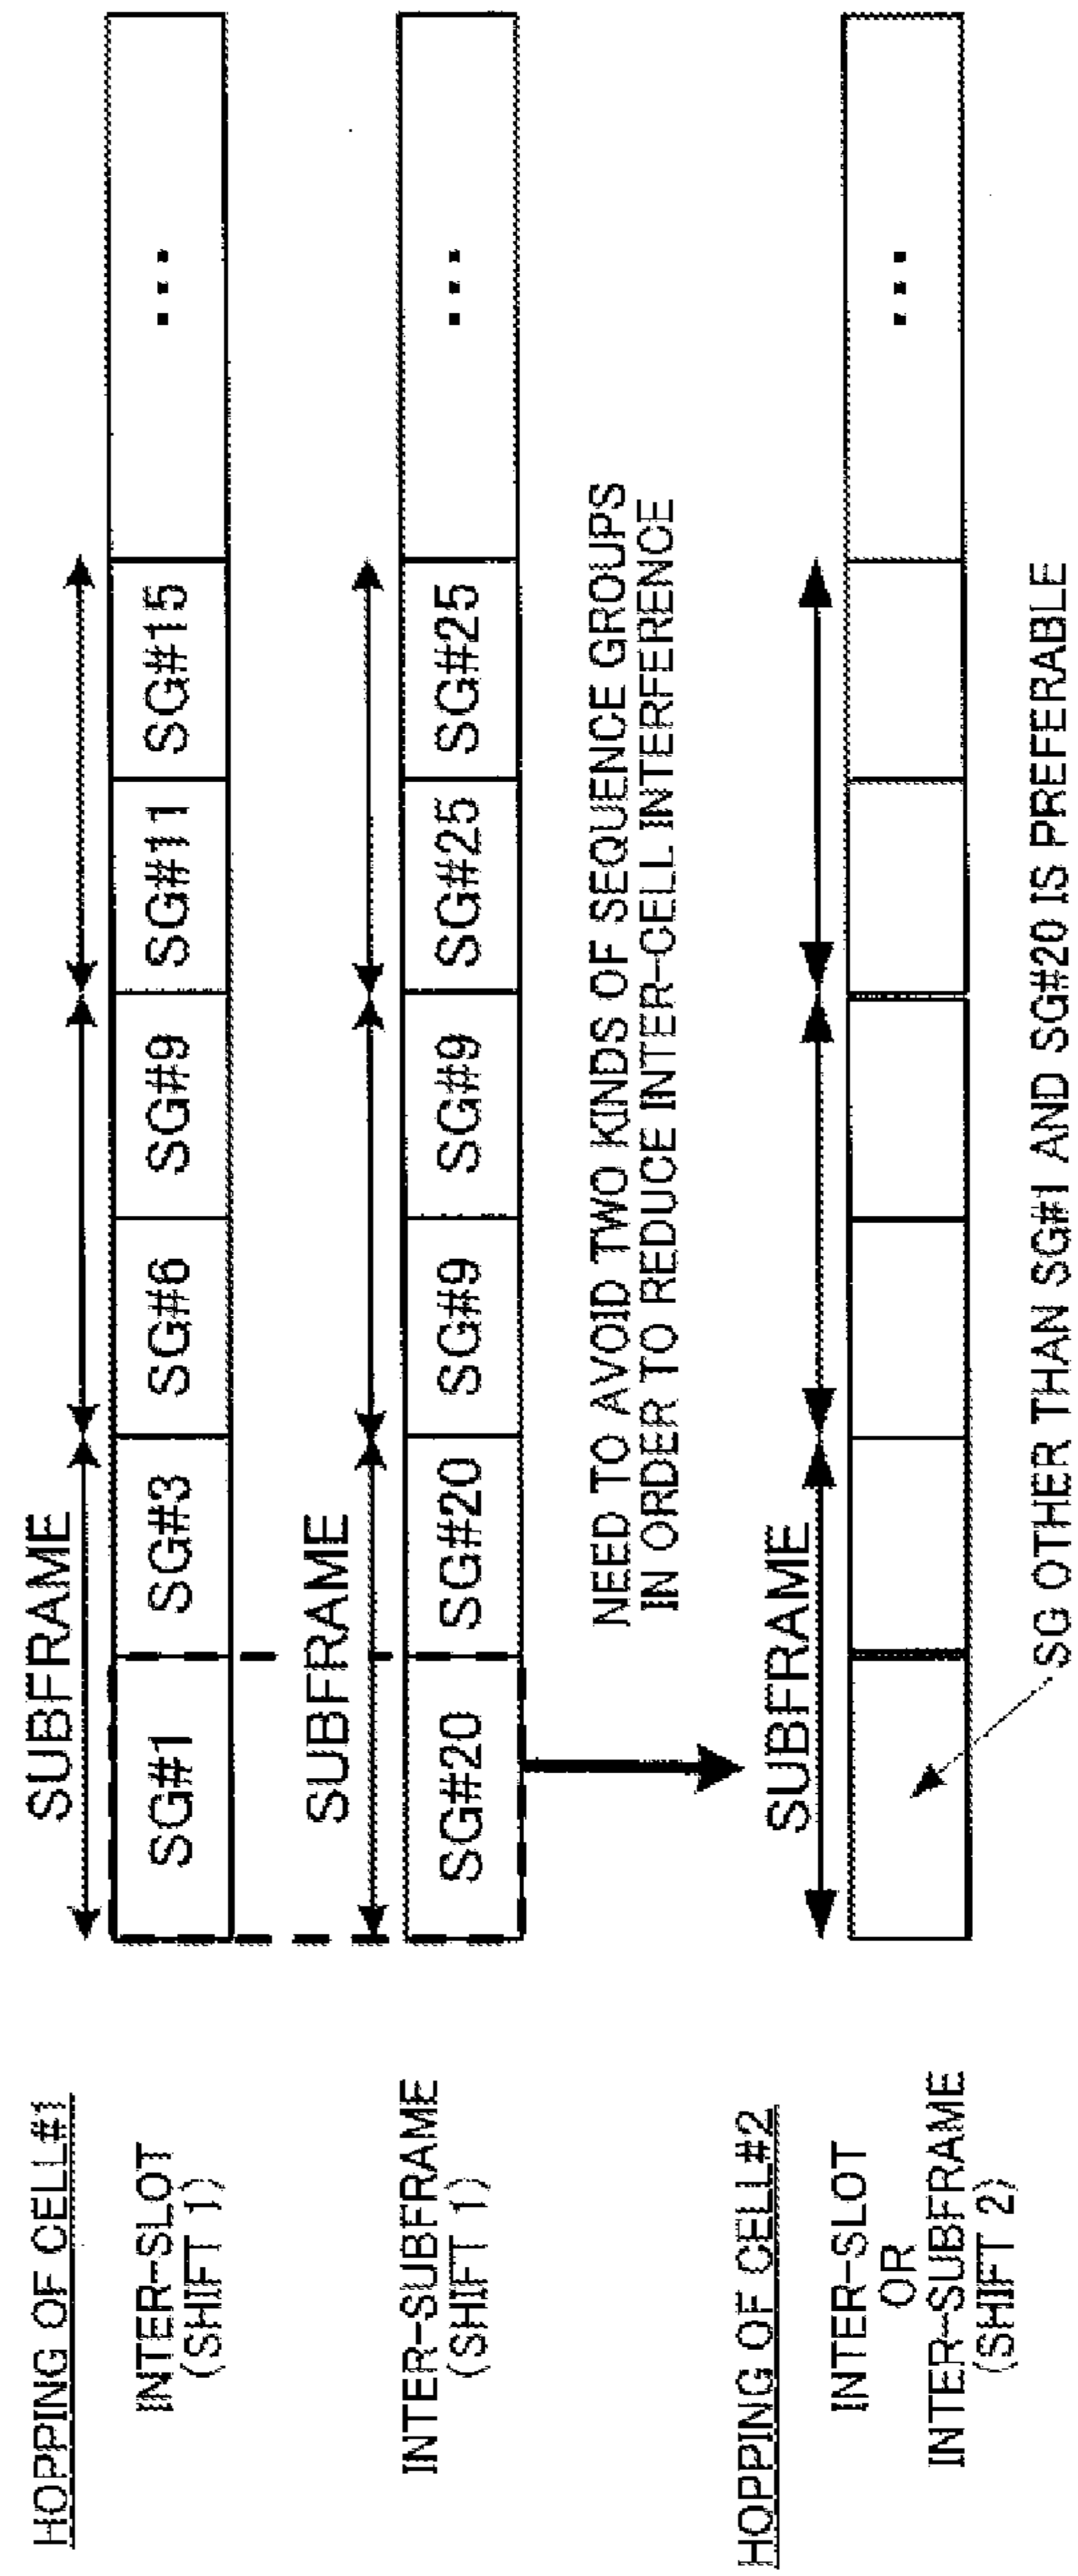 HOPPING OF CELL#1
SUBFRAME
INTER-SLOT
(SHIFT 1)
SG#1 SG#3 SG#6 SG#9 SG#11 SG#15 ...
SUBFRAME
INTER-SUBFRAME
(SHIFT 1)
SG#20 SG#20 SG#9 SG#9 SG#25 SG#25 ...
NEED TO AVOID TWO KINDS OF SEQUENCE GROUPS
IN ORDER TO REDUCE INTER-CELL INTERFERENCE
HOPPING OF CELL#2
SUBFRAME
INTER-SLOT
OR
INTER-SUBFRAME
(SHIFT 2)
...
SG OTHER THAN SG#1 AND SG#20 IS PREFERABLE